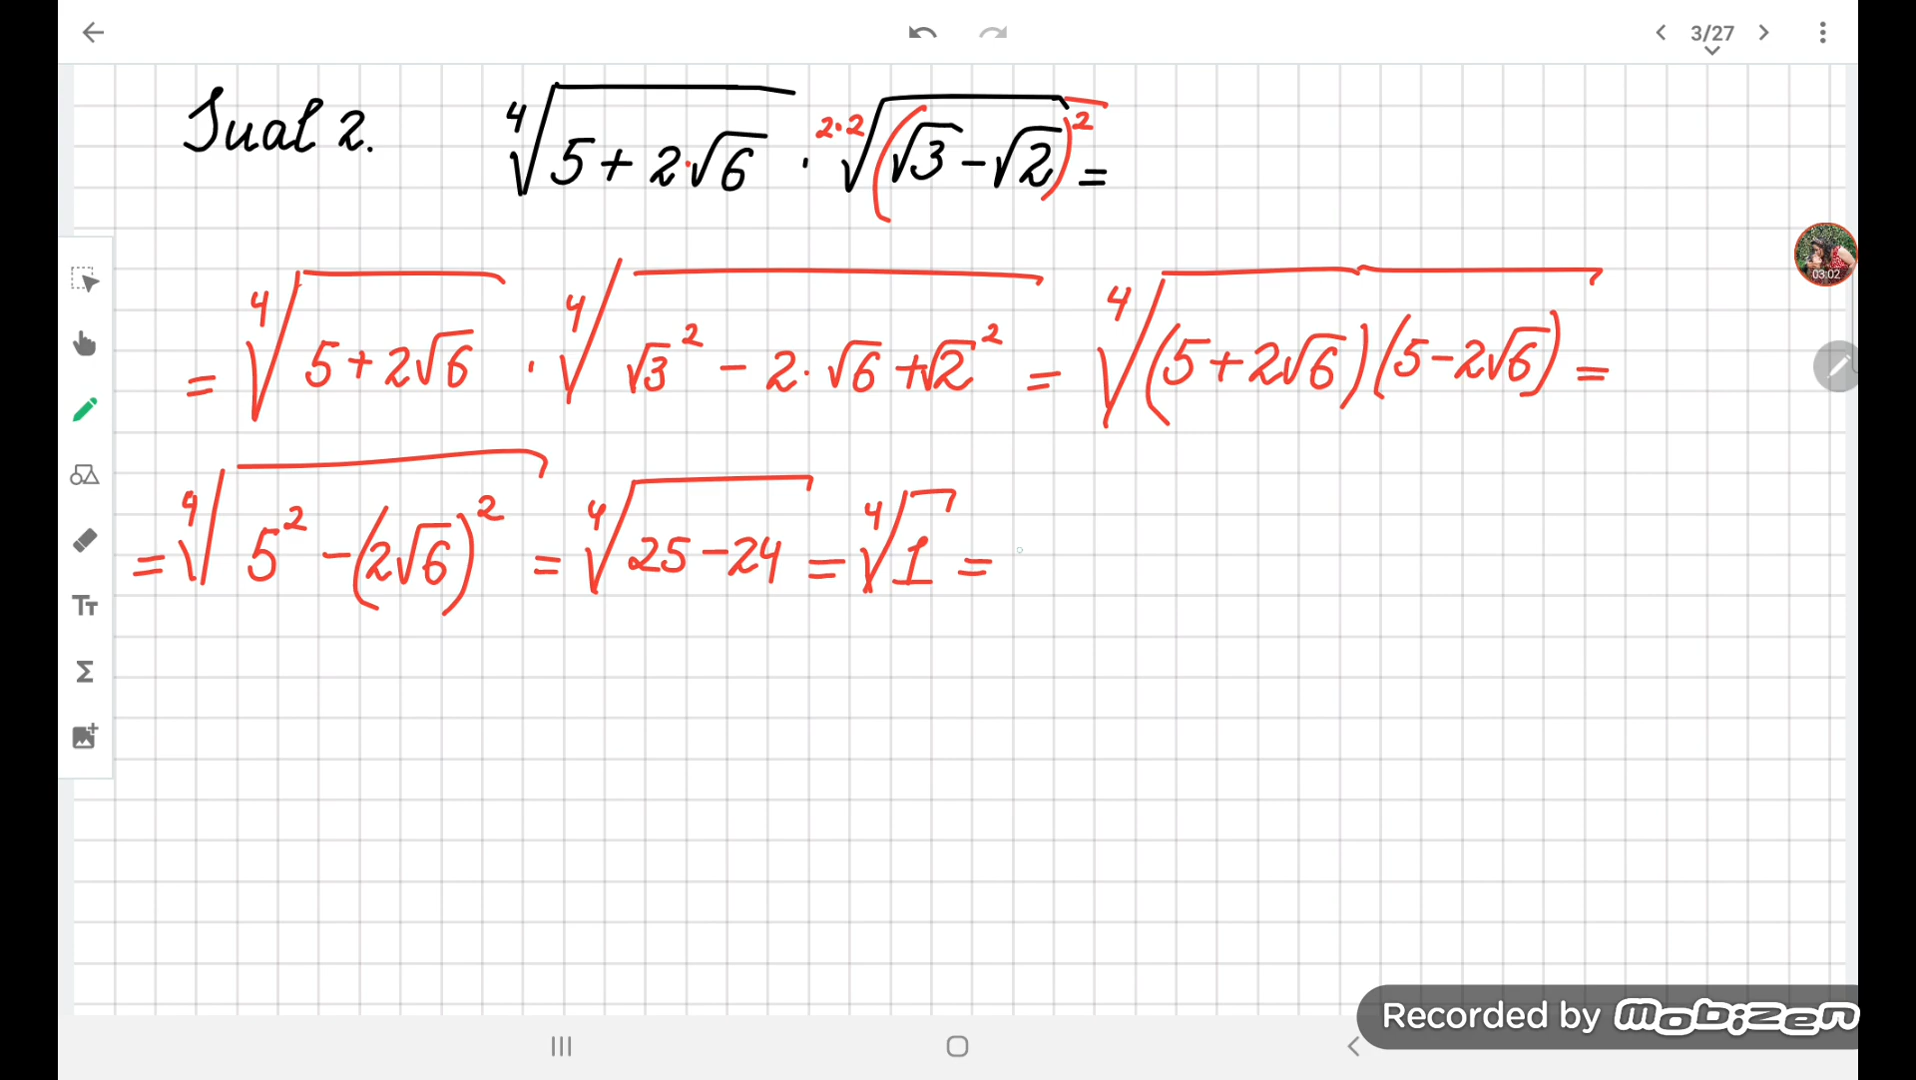 3/27
Sual 2. ⁴√(5 + 2·√6) · ²·²√(√3 − √2)² =
03:02
= ⁴√(5 + 2√6) · ⁴√(√3² − 2·√6 + √2²) = ⁴√((5 + 2√6)(5 − 2√6)) =
= ⁴√(5² − (2√6)²) = ⁴√(25 − 24) = ⁴√1 =
Tт
Σ
Recorded by mobizen